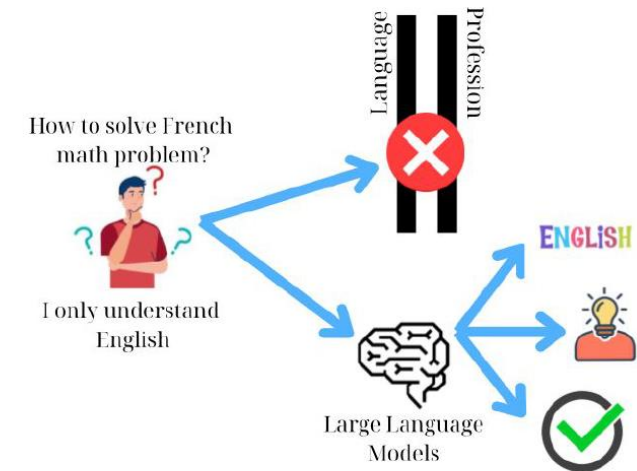 How to solve French
math problem?
I only understand
English
Language
Profession
Large Language
Models
ENGLiSH